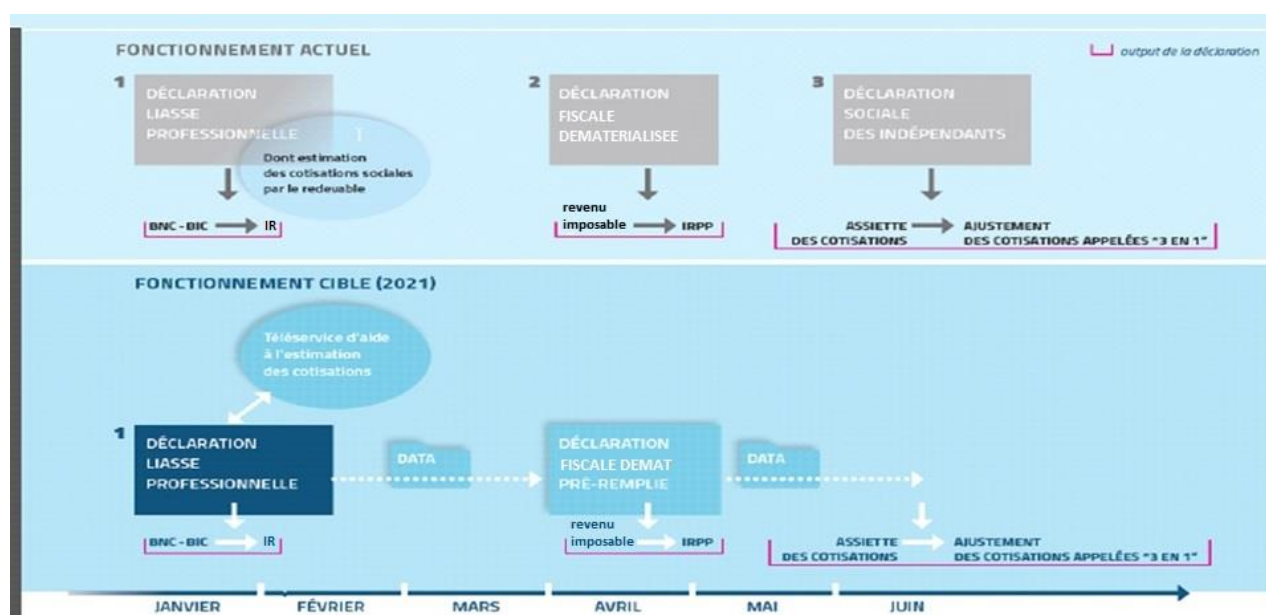 FONCTIONNEMENT ACTUEL
output de la déclaration
1
DÉCLARATION
LIASSE
PROFESSIONNELLE
Dont estimation
des cotisations sociales
par le redevable
BNC - BIC IR
2
DÉCLARATION
FISCALE
DEMATERIALISEE
revenu
imposable IRPP
3
DÉCLARATION
SOCIALE
DES INDÉPENDANTS
ASSIETTE AJUSTEMENT
DES COTISATIONS DES COTISATIONS APPELÉES "3 EN 1"
FONCTIONNEMENT CIBLE (2021)
Téléservice d'aide
à l'estimation
des cotisations
1
DÉCLARATION
LIASSE
PROFESSIONNELLE
BNC - BIC IR
DATA
DÉCLARATION
FISCALE DEMAT
PRÉ-REMPLIE
revenu
imposable IRPP
DATA
ASSIETTE AJUSTEMENT
DES COTISATIONS DES COTISATIONS APPELÉES "3 EN 1"
JANVIER FÉVRIER MARS AVRIL MAI JUIN